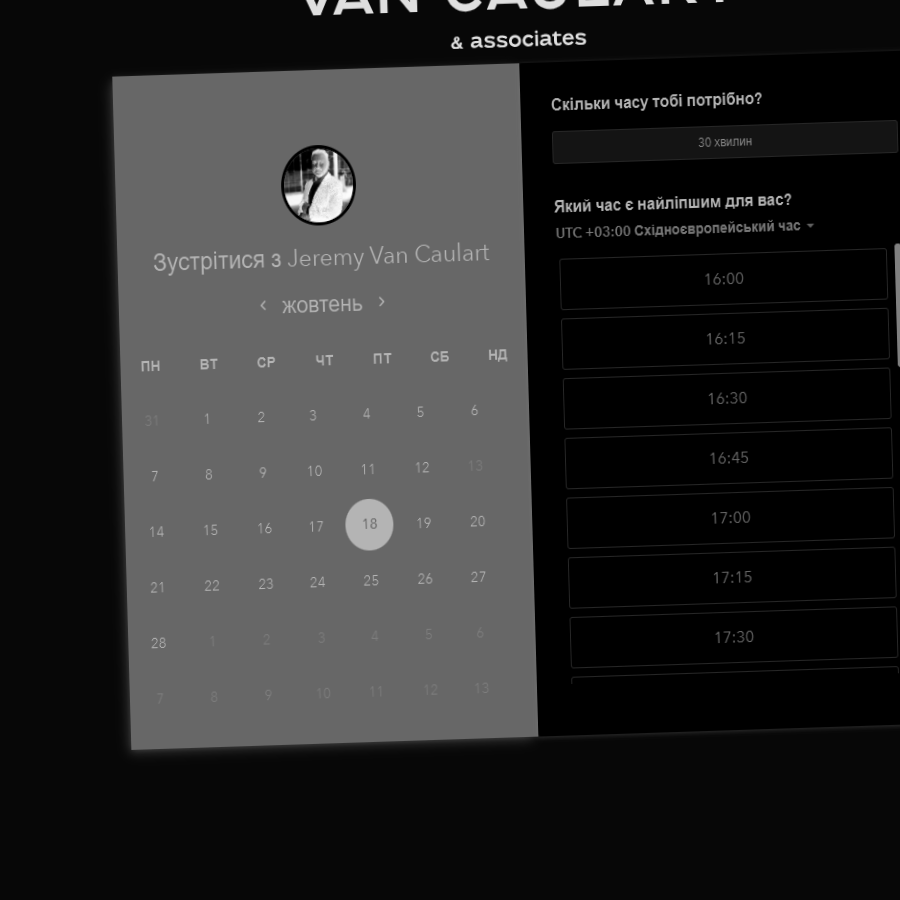 VAN CAULART
& associates
Зустрітися з Jeremy Van Caulart
‹ жовтень ›
ПН ВТ СР ЧТ ПТ СБ НД
31 1 2 3 4 5 6
7 8 9 10 11 12 13
14 15 16 17 18 19 20
21 22 23 24 25 26 27
28 1 2 3 4 5 6
7 8 9 10 11 12 13
Скільки часу тобі потрібно?
30 хвилин
Який час є найліпшим для вас?
UTC +03:00 Східноєвропейський час
16:00
16:15
16:30
16:45
17:00
17:15
17:30